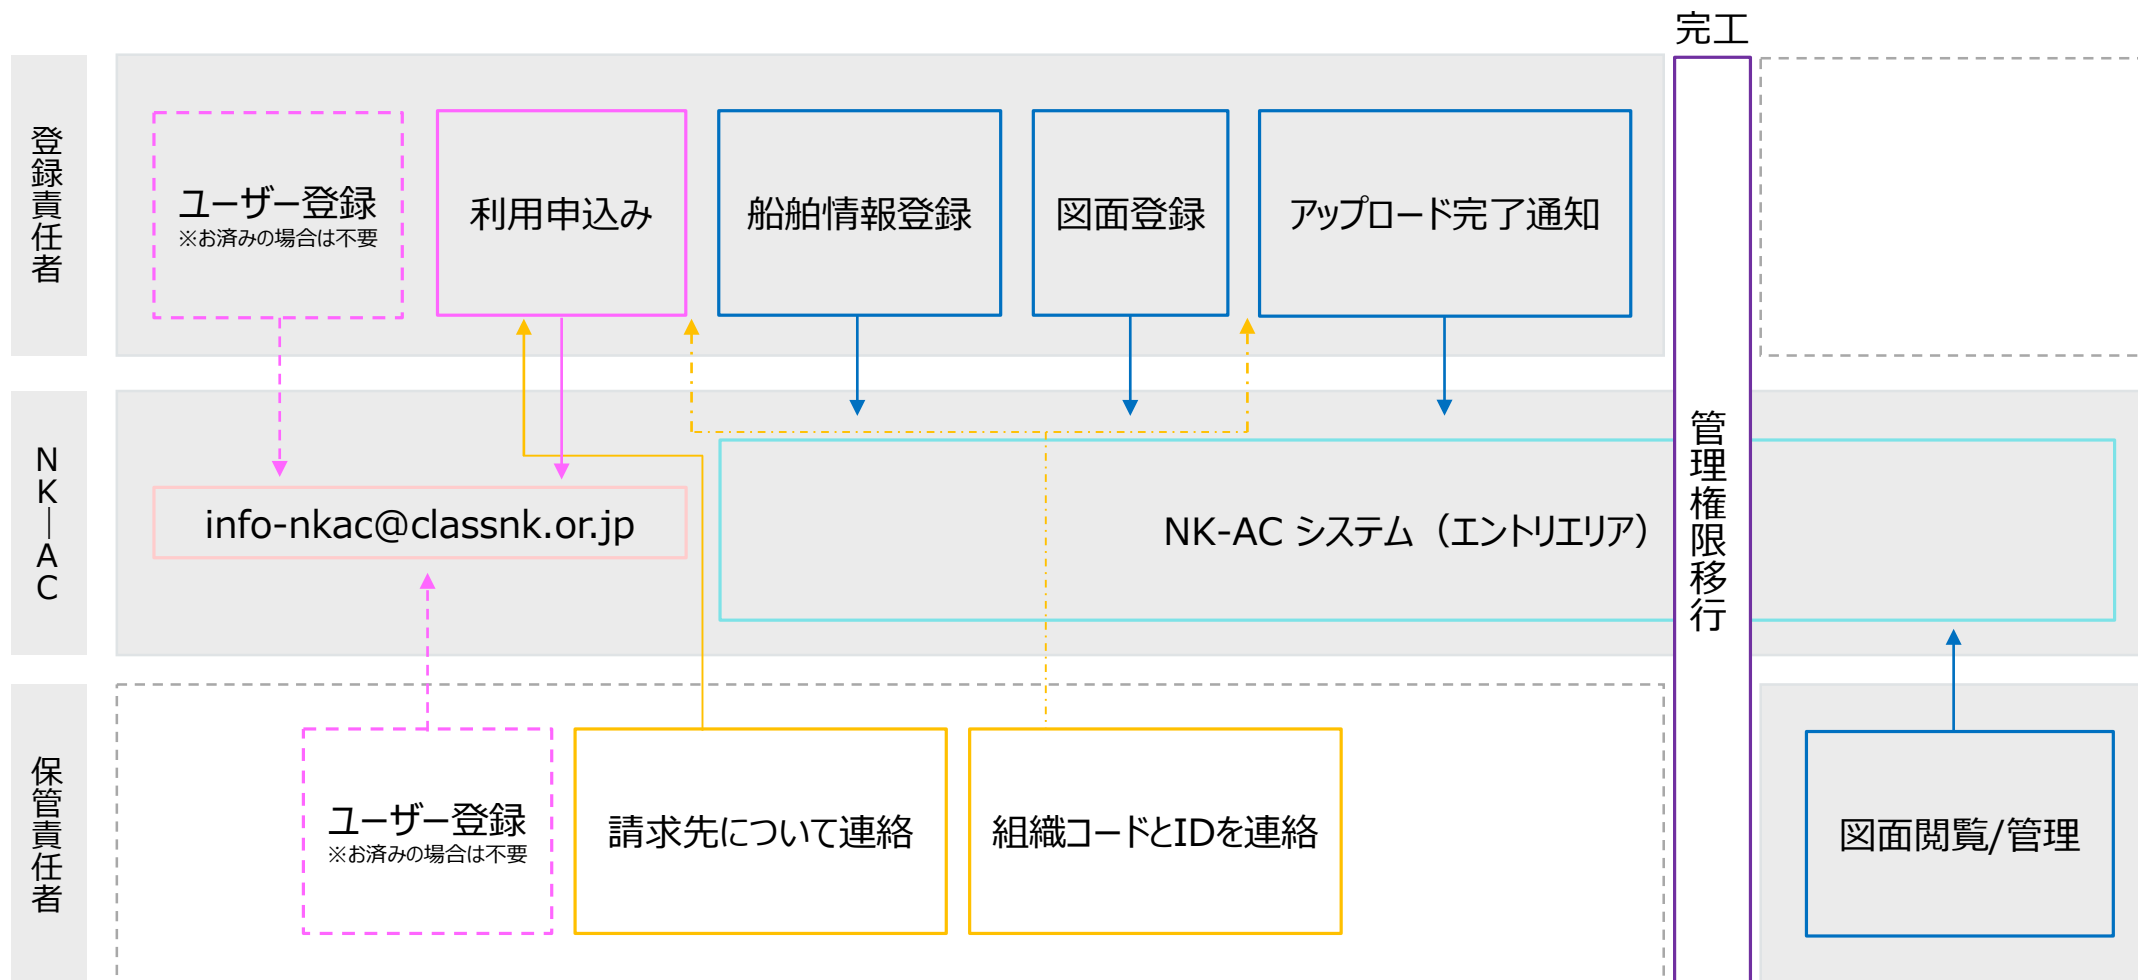 完工
登録責任者
ユーザー登録
※お済みの場合は不要
利用申込み
船舶情報登録
図面登録
アップロード完了通知
NK―AC
info-nkac@classnk.or.jp
NK-AC システム（エントリエリア）
管理権限移行
保管責任者
ユーザー登録
※お済みの場合は不要
請求先について連絡
組織コードとIDを連絡
図面閲覧/管理